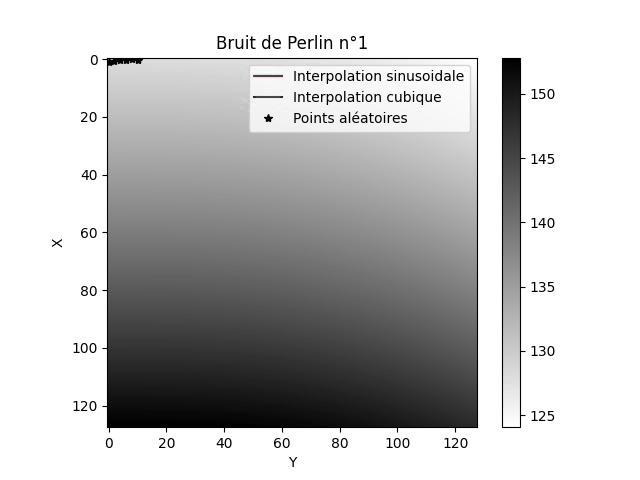 Bruit de Perlin n°1
Interpolation sinusoidale
Interpolation cubique
Points aléatoires
0
20
40
60
80
100
120
X
0 20 40 60 80 100 120
Y
150
145
140
135
130
125